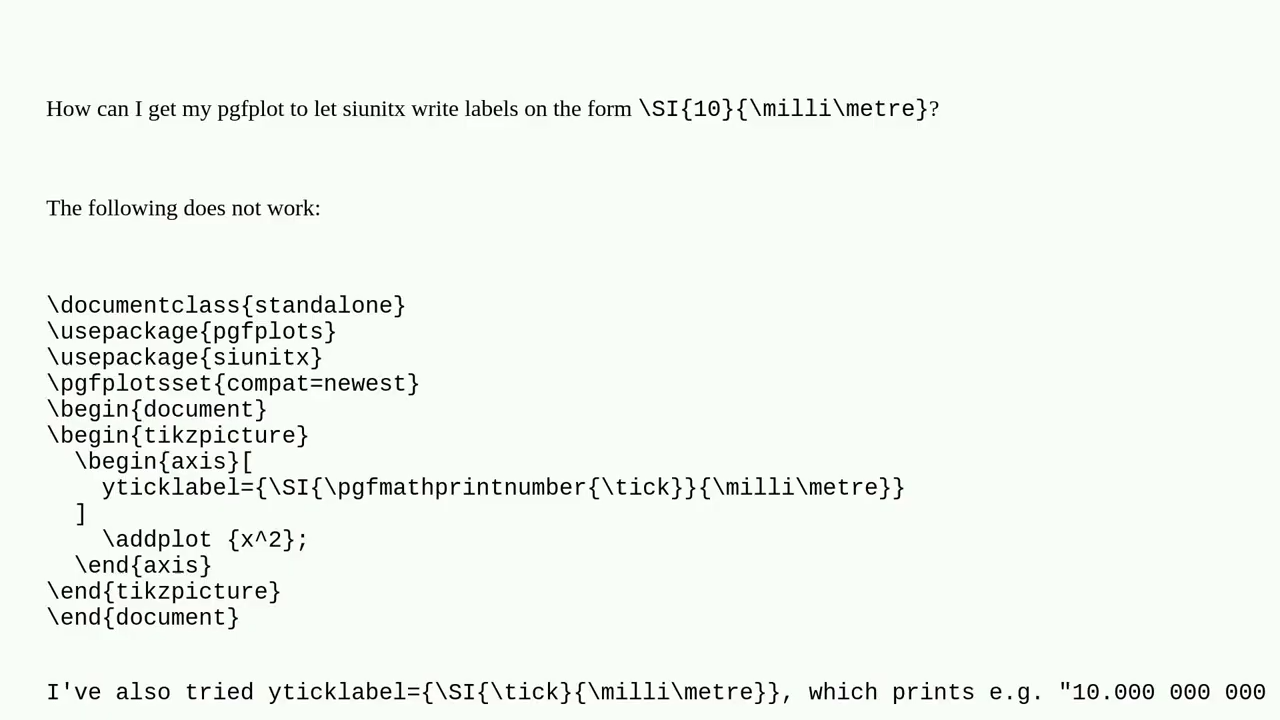 How can I get my pgfplot to let siunitx write labels on the form \SI{10}{\milli\metre}?
The following does not work:
\documentclass{standalone}
\usepackage{pgfplots}
\usepackage{siunitx}
\pgfplotsset{compat=newest}
\begin{document}
\begin{tikzpicture}
  \begin{axis}[
    yticklabel={\SI{\pgfmathprintnumber{\tick}}{\milli\metre}}
  ]
    \addplot {x^2};
  \end{axis}
\end{tikzpicture}
\end{document}
I've also tried yticklabel={\SI{\tick}{\milli\metre}}, which prints e.g. "10.000 000 000